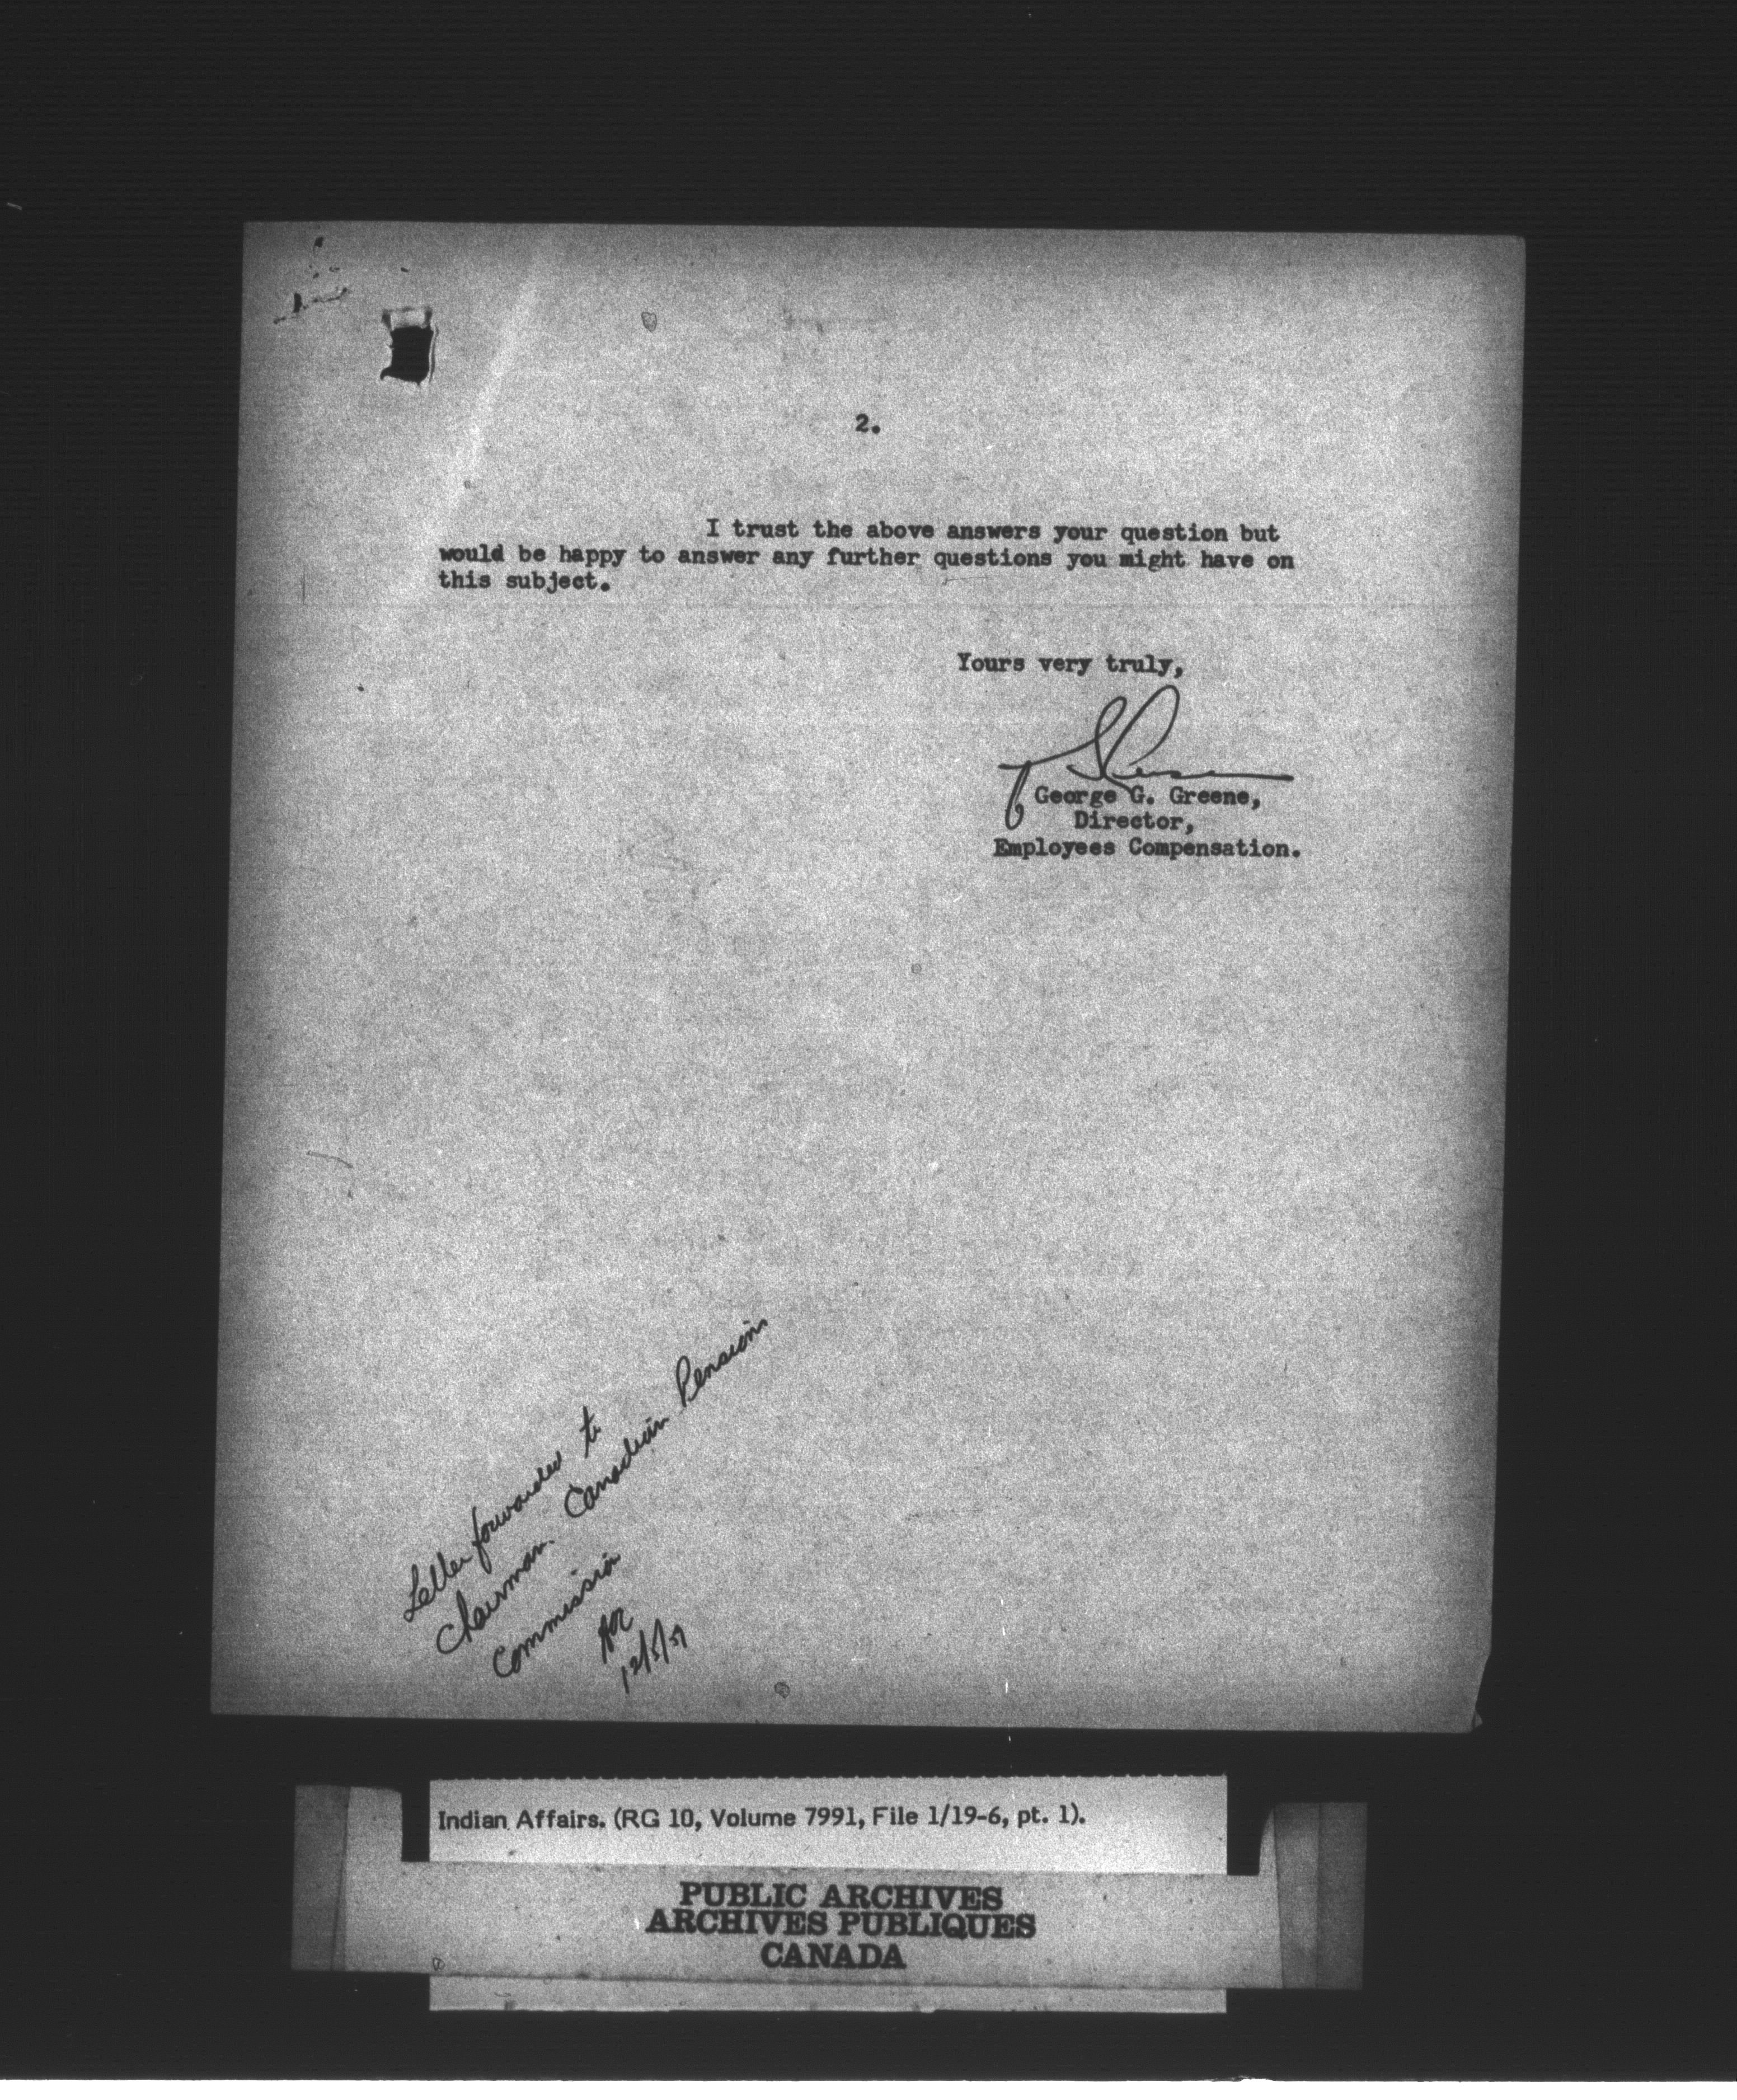 2.
I trust the above answers your question but
would be happy to answer any further questions you might have on
this subject.
Yours very truly,
George G. Greene,
Director,
Employees Compensation.
Letter forwarded to
Chairman. Canadian Pensions
Commission
Indian Affairs. (RG 10, Volume 7991, File 1/19-6, pt. 1).
PUBLIC ARCHIVES
ARCHIVES PUBLIQUES
CANADA